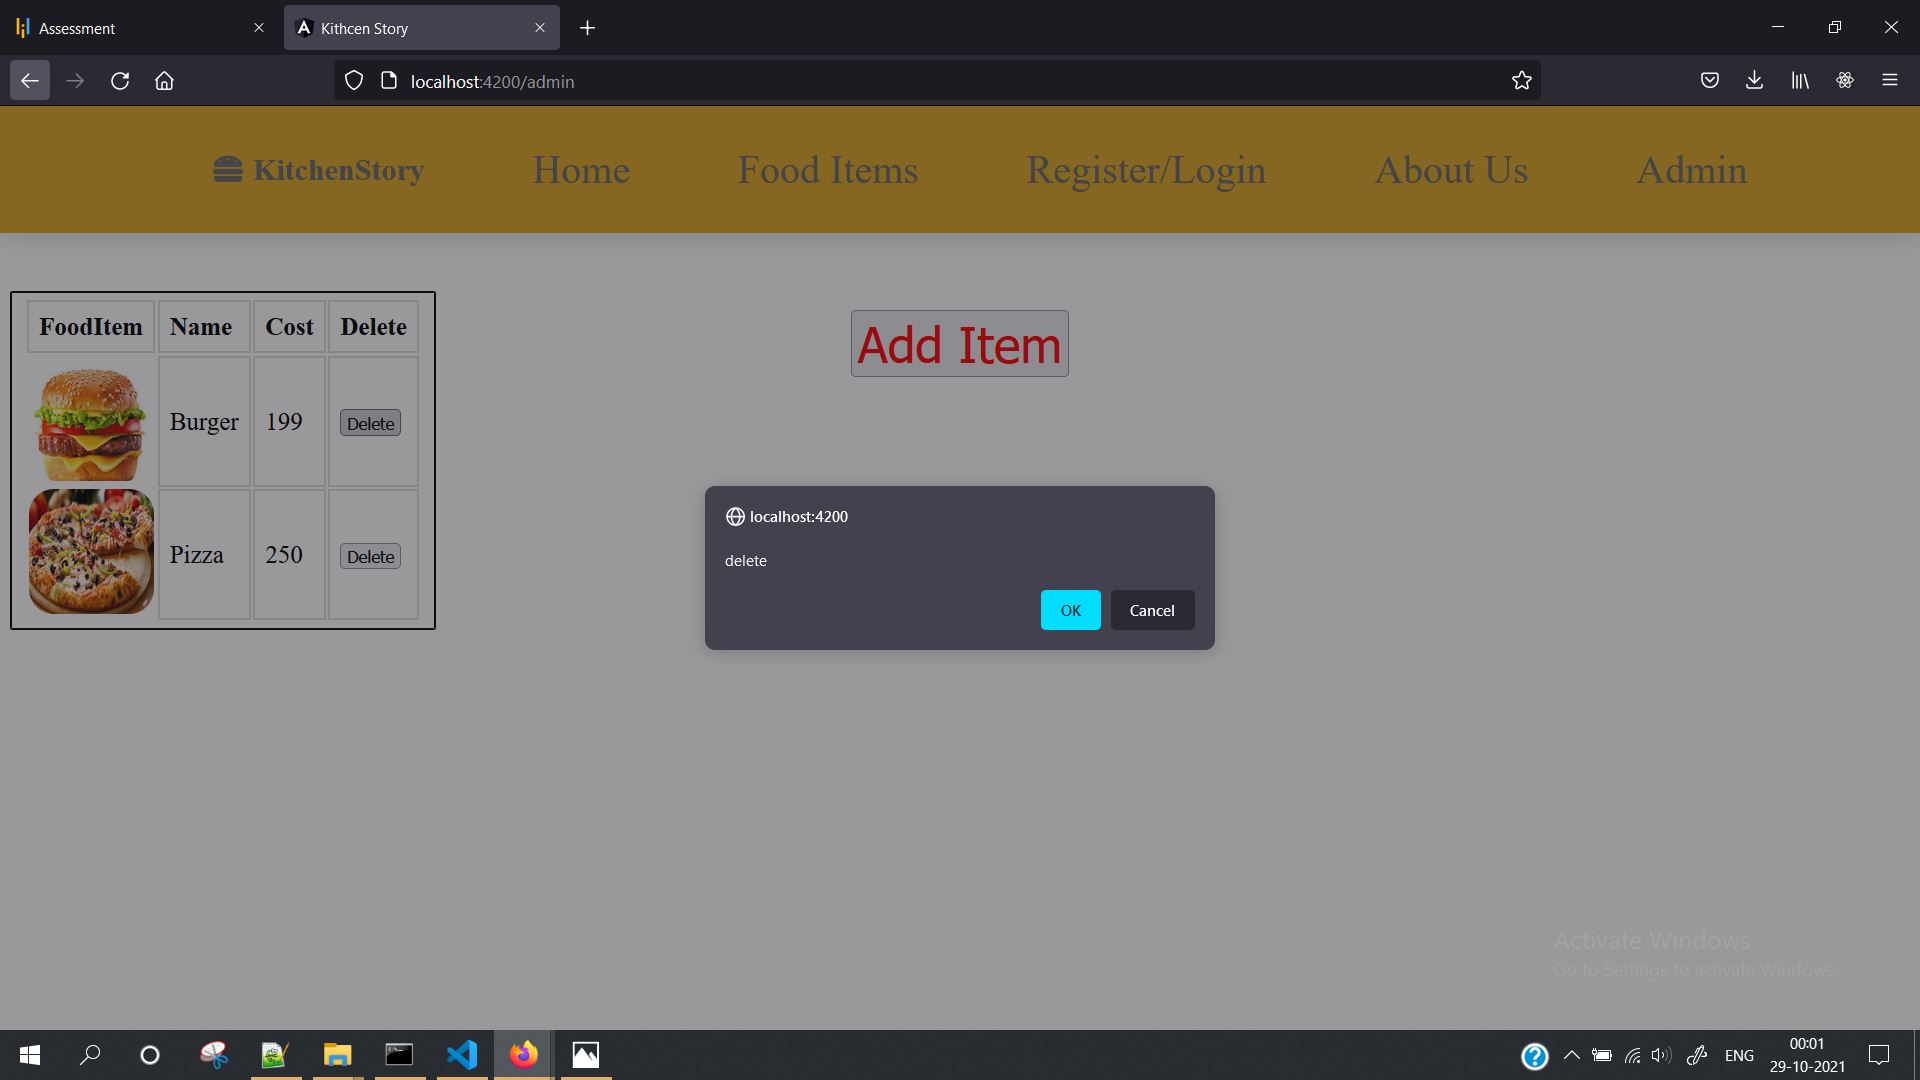 Assessment
Kithcen Story
localhost:4200/admin
KitchenStory Home Food Items Register/Login About Us Admin
FoodItem Name Cost Delete
Burger 199 Delete
Pizza 250 Delete
Add Item
localhost:4200
delete
OK Cancel
Activate Windows
Go to Settings to activate Windows.
ENG
00:01
29-10-2021